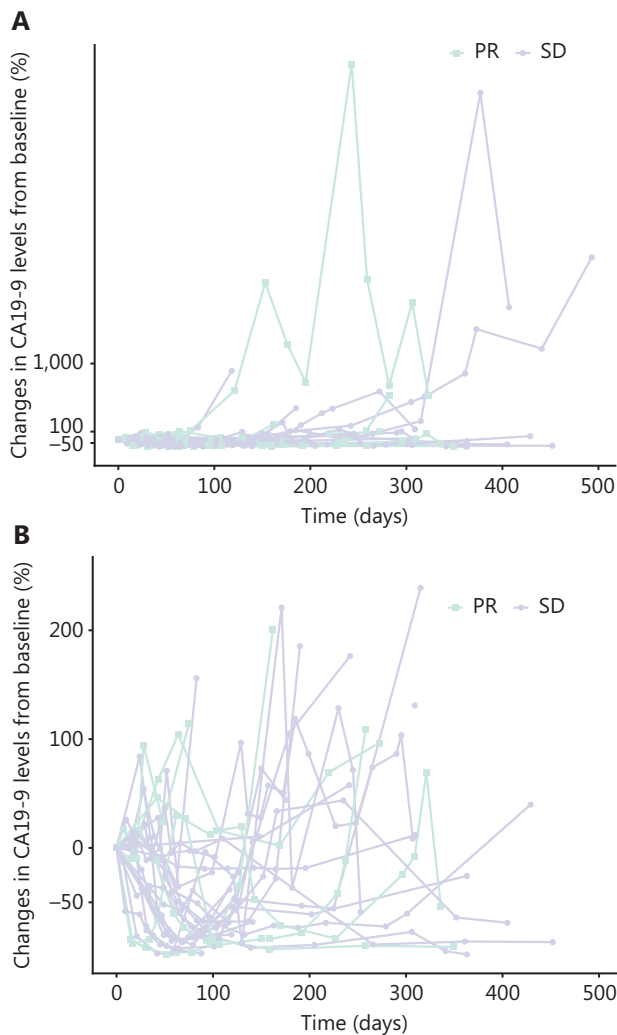 A
Changes in CA19-9 levels from baseline (%)
PR SD
1,000
100
−50
0 100 200 300 400 500
Time (days)
B
Changes in CA19-9 levels from baseline (%)
PR SD
200
100
0
−50
0 100 200 300 400 500
Time (days)